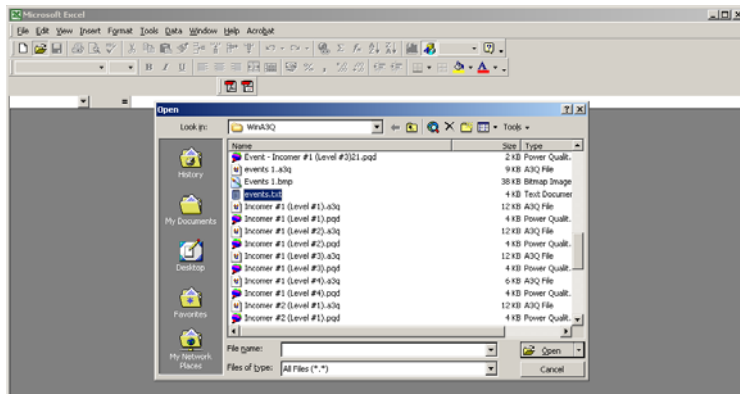 Microsoft Excel
File Edit View Insert Format Tools Data Window Help Acrobat
B I U
% ,
=
Open
Look in: WinA3Q Tools
Name Size Type
Event - Incomer #1 (Level #3)21.pqd 2 KB Power Qualit..
events 1.a3q 9 KB A3Q File
Events 1.bmp 38 KB Bitmap Image
events.txt 4 KB Text Documer
Incomer #1 (Level #1).a3q 12 KB A3Q File
Incomer #1 (Level #1).pqd 4 KB Power Qualit..
Incomer #1 (Level #2).a3q 12 KB A3Q File
Incomer #1 (Level #2).pqd 4 KB Power Qualit..
Incomer #1 (Level #3).a3q 12 KB A3Q File
Incomer #1 (Level #3).pqd 4 KB Power Qualit..
Incomer #1 (Level #4).a3q 6 KB A3Q File
Incomer #1 (Level #4).pqd 4 KB Power Qualit..
Incomer #2 (Level #1).a3q 12 KB A3Q File
Incomer #2 (Level #1).pqd 4 KB Power Qualit..
History
My Documents
Desktop
Favorites
My Network
Places
File name: Open
Files of type: All Files (*.*) Cancel